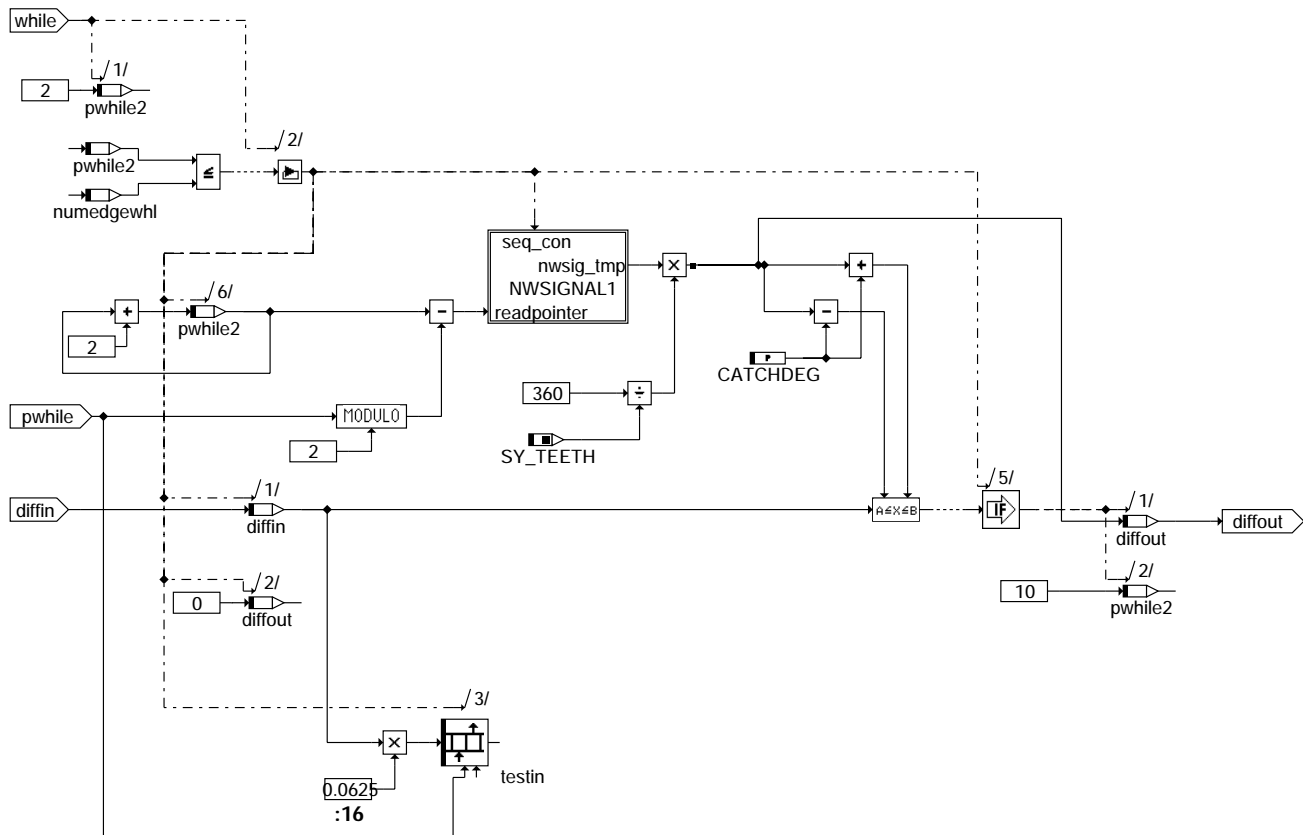 while
/1/
2
pwhile2
/2/
pwhile2
≤
numedgewhl
seq_con
nwsig_tmp
NWSIGNAL1
readpointer
×
+
/6/
+
pwhile2
-
-
2
P
CATCHDEG
360
÷
pwhile
MODULO
2
SY_TEETH
/5/
/1/
/1/
diffin
diffin
A≤X≤B
IF
diffout
diffout
/2/
/2/
0
diffout
10
pwhile2
/3/
×
testin
0.0625
:16